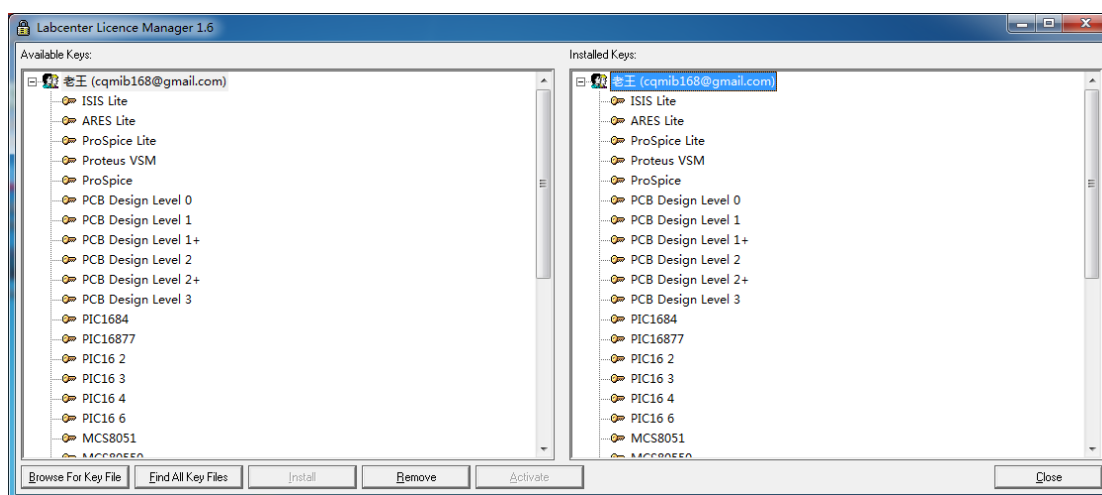 Labcenter Licence Manager 1.6
Available Keys:
老王 (cqmib168@gmail.com)
ISIS Lite
ARES Lite
ProSpice Lite
Proteus VSM
ProSpice
PCB Design Level 0
PCB Design Level 1
PCB Design Level 1+
PCB Design Level 2
PCB Design Level 2+
PCB Design Level 3
PIC1684
PIC16877
PIC16 2
PIC16 3
PIC16 4
PIC16 6
MCS8051
Installed Keys:
老王 (cqmib168@gmail.com)
ISIS Lite
ARES Lite
ProSpice Lite
Proteus VSM
ProSpice
PCB Design Level 0
PCB Design Level 1
PCB Design Level 1+
PCB Design Level 2
PCB Design Level 2+
PCB Design Level 3
PIC1684
PIC16877
PIC16 2
PIC16 3
PIC16 4
PIC16 6
MCS8051
Browse For Key File
Find All Key Files
Install
Remove
Activate
Close